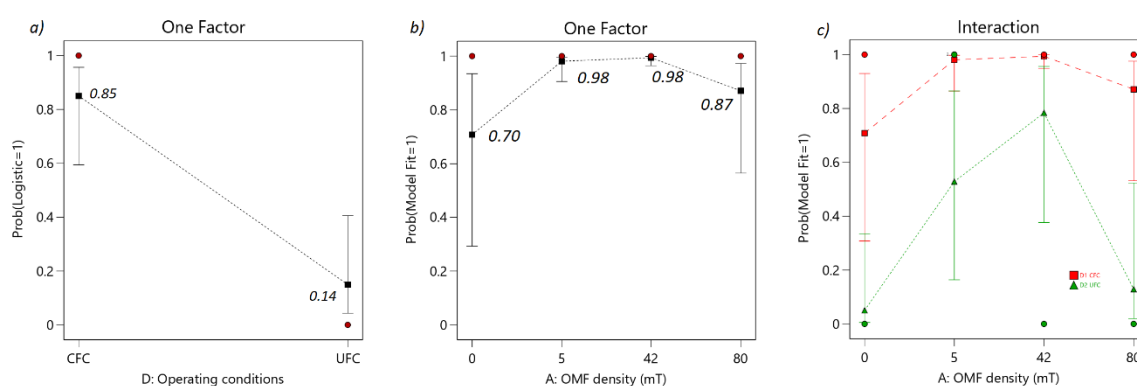 a)
One Factor
Prob(Logistic=1)
1
0.8
0.6
0.4
0.2
0
0.85
0.14
CFC
UFC
D: Operating conditions
b)
One Factor
Prob(Model Fit=1)
1
0.8
0.6
0.4
0.2
0
0.70
0.98
0.98
0.87
0
5
42
80
A: OMF density (mT)
c)
Interaction
Prob(Model Fit=1)
1
0.8
0.6
0.4
0.2
0
D1 CFC
D2 UFC
0
5
42
80
A: OMF density (mT)